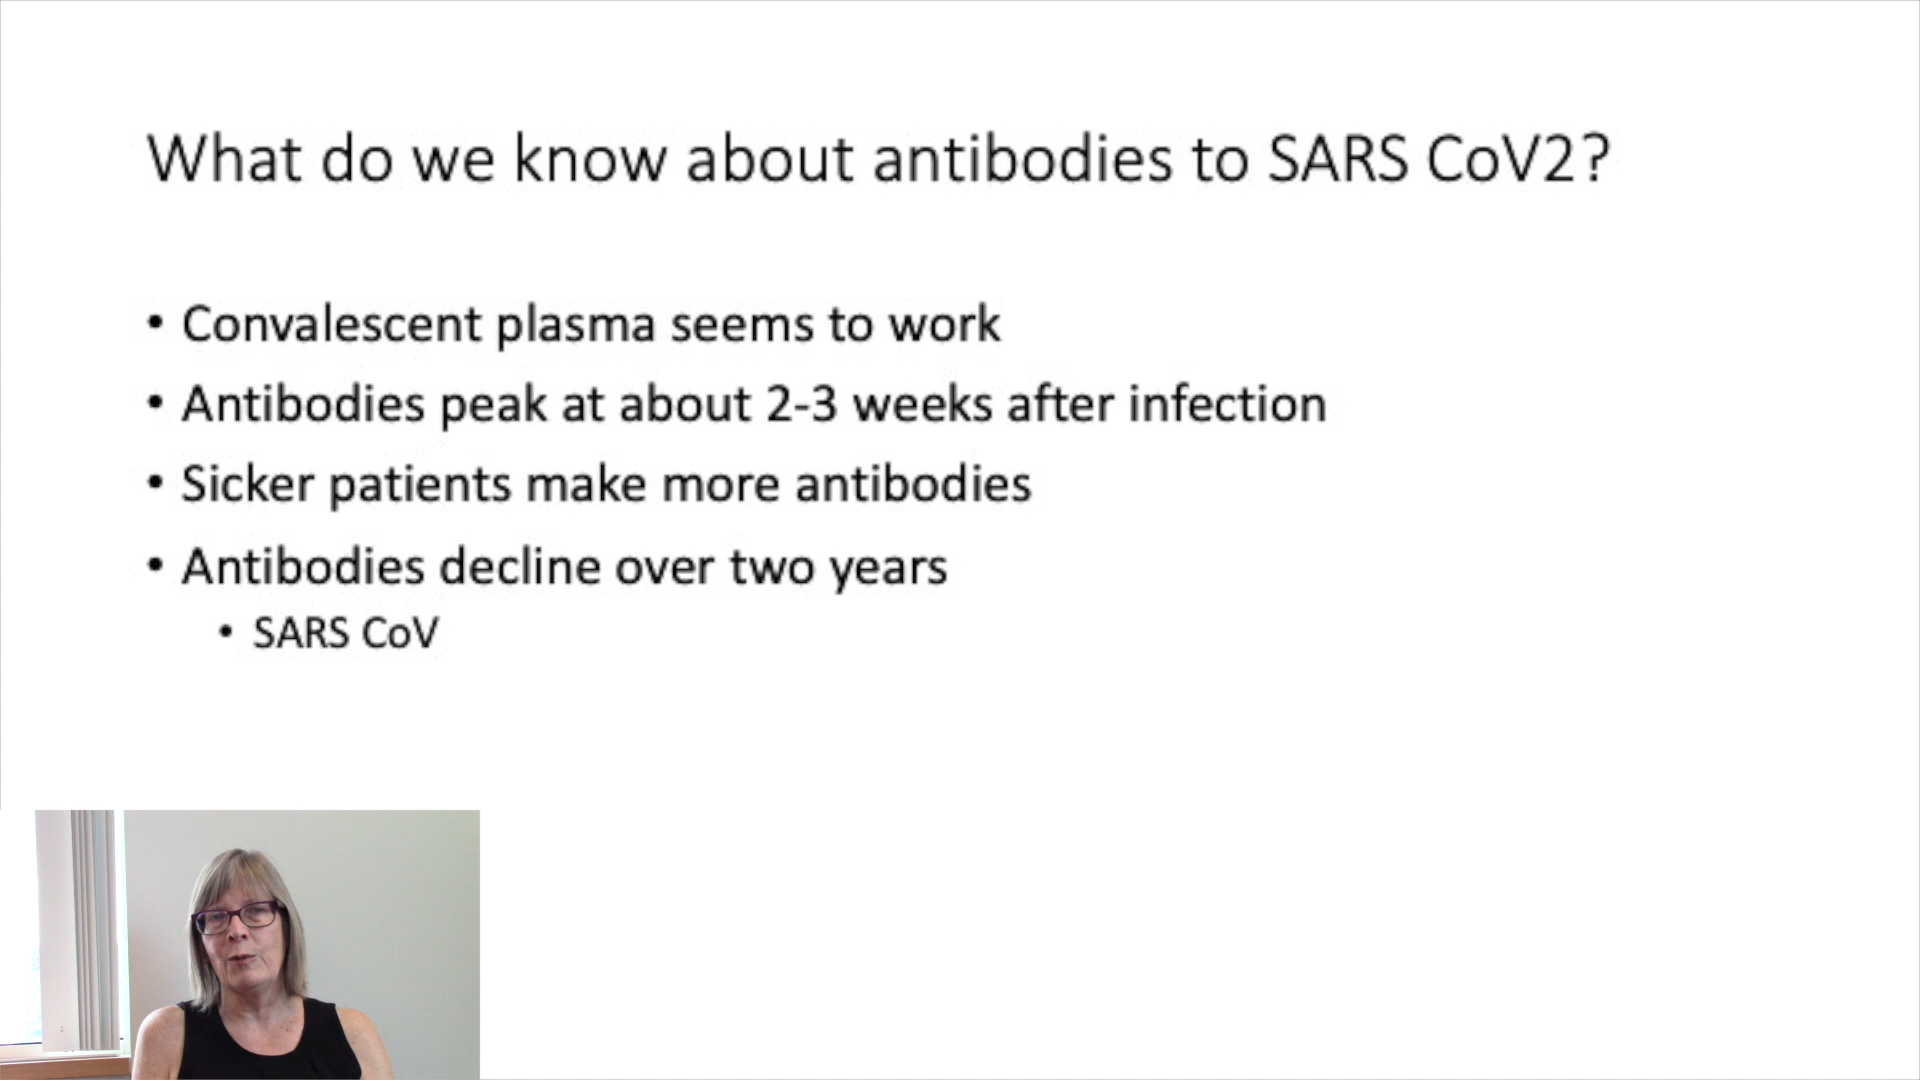 What do we know about antibodies to SARS CoV2?
• Convalescent plasma seems to work
• Antibodies peak at about 2-3 weeks after infection
• Sicker patients make more antibodies
• Antibodies decline over two years
• SARS CoV